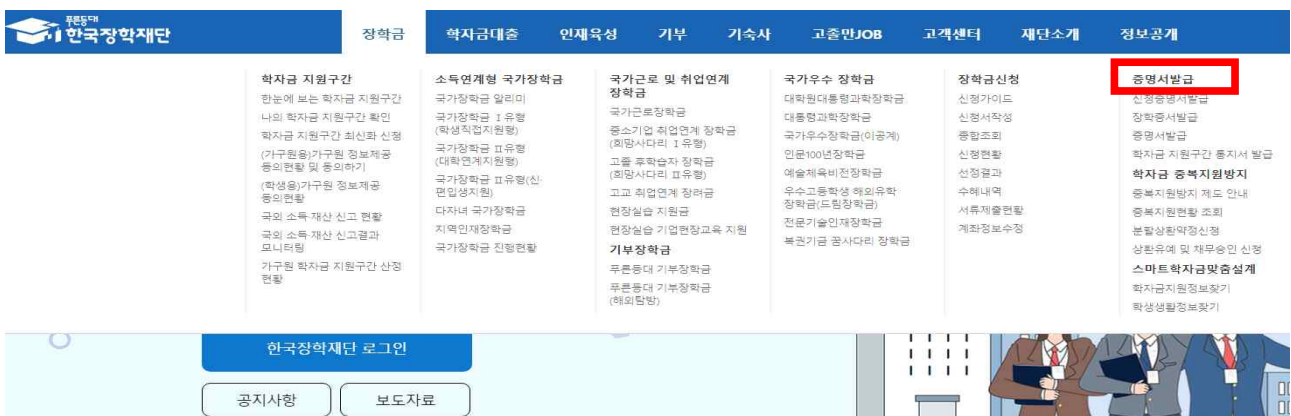 푸른등대
한국장학재단
장학금 학자금대출 인재육성 기부 기숙사 고졸만JOB 고객센터 재단소개 정보공개
학자금 지원구간
한눈에 보는 학자금 지원구간
나의 학자금 지원구간 확인
학자금 지원구간 최신화 신청
(가구원용)가구원 정보제공
동의현황 및 동의하기
(학생용)가구원 정보제공
동의현황
국외 소득·재산 신고 현황
국외 소득·재산 신고결과
모니터링
가구원 학자금 지원구간 산정
현황
소득연계형 국가장학금
국가장학금 알리미
국가장학금 Ⅰ유형
(학생직접지원형)
국가장학금 Ⅱ유형
(대학연계지원형)
국가장학금 Ⅱ유형(신·
편입생지원)
다자녀 국가장학금
지역인재장학금
국가장학금 진행현황
국가근로 및 취업연계
장학금
국가근로장학금
중소기업 취업연계 장학금
(희망사다리 Ⅰ유형)
고졸 후학습자 장학금
(희망사다리 Ⅱ유형)
고교 취업연계 장려금
현장실습 지원금
현장실습 기업현장교육 지원
기부장학금
푸른등대 기부장학금
푸른등대 기부장학금
(해외탐방)
국가우수 장학금
대학원대통령과학장학금
대통령과학장학금
국가우수장학금(이공계)
인문100년장학금
예술체육비전장학금
우수고등학생 해외유학
장학금(드림장학금)
전문기술인재장학금
복권기금 꿈사다리 장학금
장학금신청
신청가이드
신청서작성
종합조회
신청현황
선정결과
수혜내역
서류제출현황
계좌정보수정
증명서발급
신청증명서발급
장학증서발급
증명서발급
학자금 지원구간 통지서 발급
학자금 중복지원방지
중복지원방지 제도 안내
중복지원현황 조회
분할상환약정신청
상환유예 및 채무승인 신청
스마트학자금맞춤설계
학자금지원정보찾기
학생생활정보찾기
한국장학재단 로그인
공지사항 보도자료